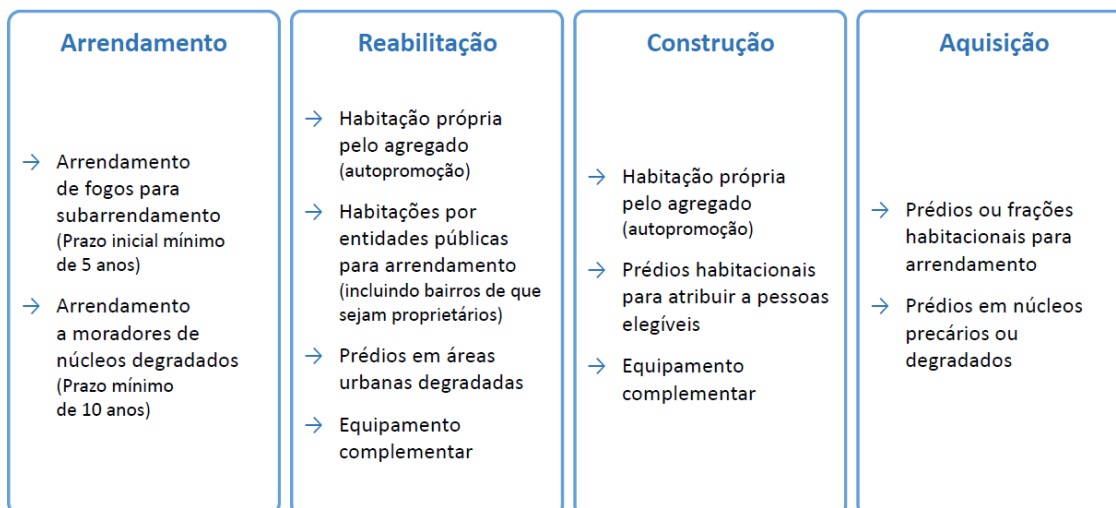 Arrendamento
→ Arrendamento
de fogos para
subarrendamento
(Prazo inicial mínimo
de 5 anos)
→ Arrendamento
a moradores de
núcleos degradados
(Prazo mínimo
de 10 anos)
Reabilitação
→ Habitação própria
pelo agregado
(autopromoção)
→ Habitações por
entidades públicas
para arrendamento
(incluindo bairros de que
sejam proprietários)
→ Prédios em áreas
urbanas degradadas
→ Equipamento
complementar
Construção
→ Habitação própria
pelo agregado
(autopromoção)
→ Prédios habitacionais
para atribuir a pessoas
elegíveis
→ Equipamento
complementar
Aquisição
→ Prédios ou frações
habitacionais para
arrendamento
→ Prédios em núcleos
precários ou
degradados